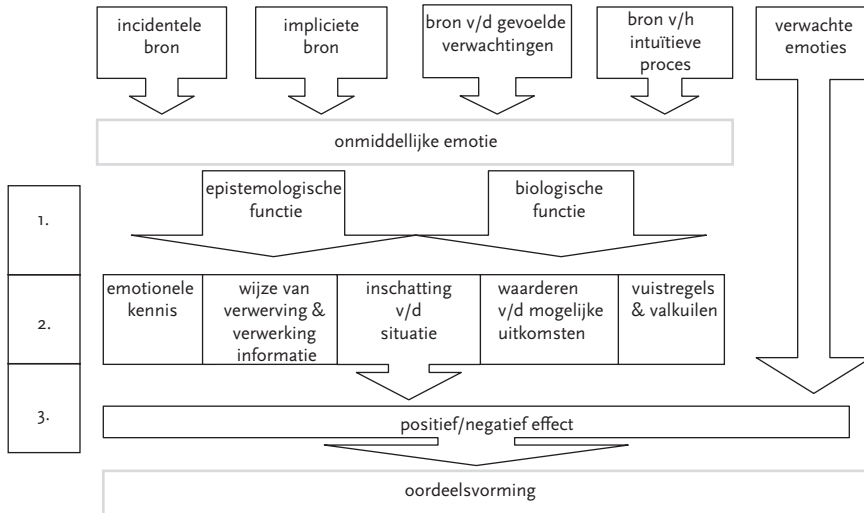 incidentele
bron
impliciete
bron
bron v/d gevoelde
verwachtingen
bron v/h
intuïtieve
proces
verwachte
emoties
onmiddellijke emotie
epistemologische
functie
biologische
functie
1.
emotionele
kennis
wijze van
verwerving &
verwerking
informatie
inschatting
v/d
situatie
waarderen
v/d mogelijke
uitkomsten
vuistregels
& valkuilen
2.
3.
positief/negatief effect
oordeelsvorming